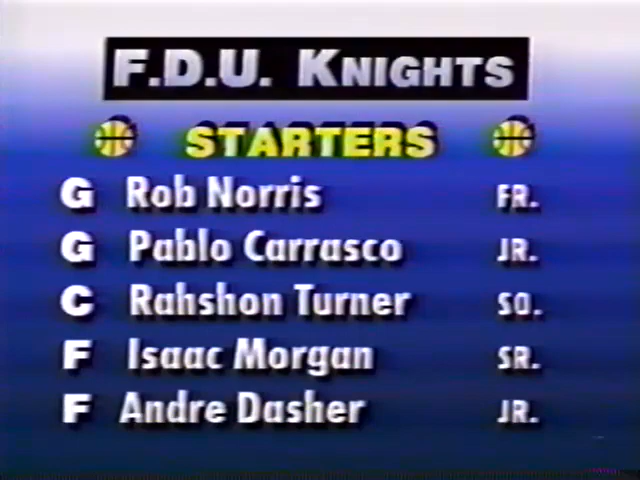 F.D.U. KNIGHTS
STARTERS
G Rob Norris FR.
G Pablo Carrasco JR.
C Rahshon Turner SO.
F Isaac Morgan SR.
F Andre Dasher JR.